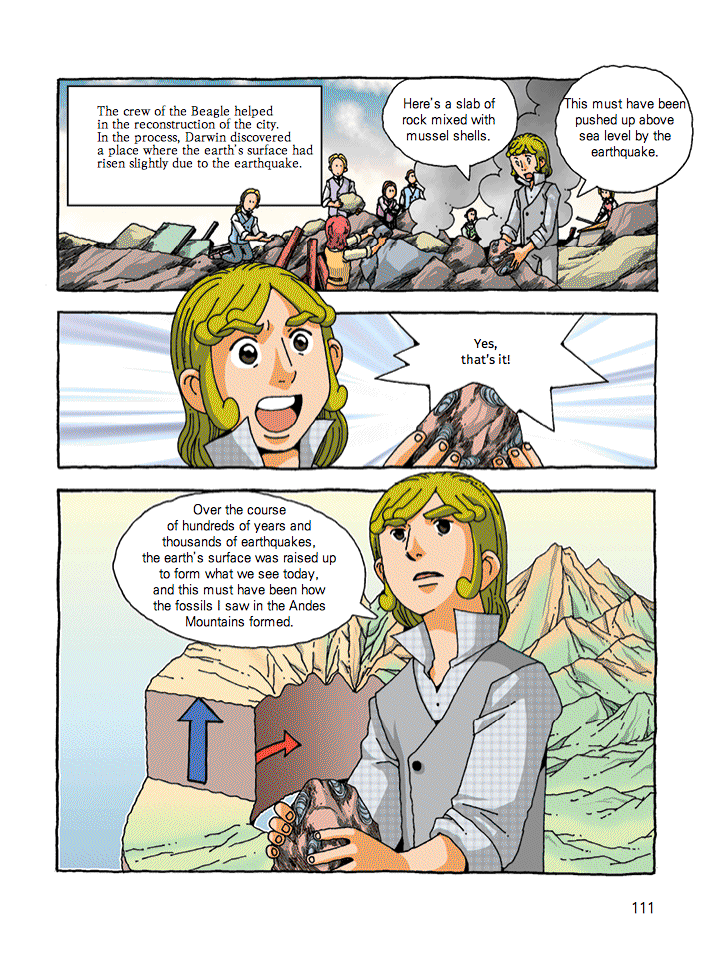 The crew of the Beagle helped
in the reconstruction of the city.
In the process, Darwin discovered
a place where the earth's surface had
risen slightly due to the earthquake.
Here's a slab of
rock mixed with
mussel shells.
This must have been
pushed up above
sea level by the
earthquake.
Yes,
that's it!
Over the course
of hundreds of years and
thousands of earthquakes,
the earth's surface was raised up
to form what we see today,
and this must have been how
the fossils I saw in the Andes
Mountains formed.
111